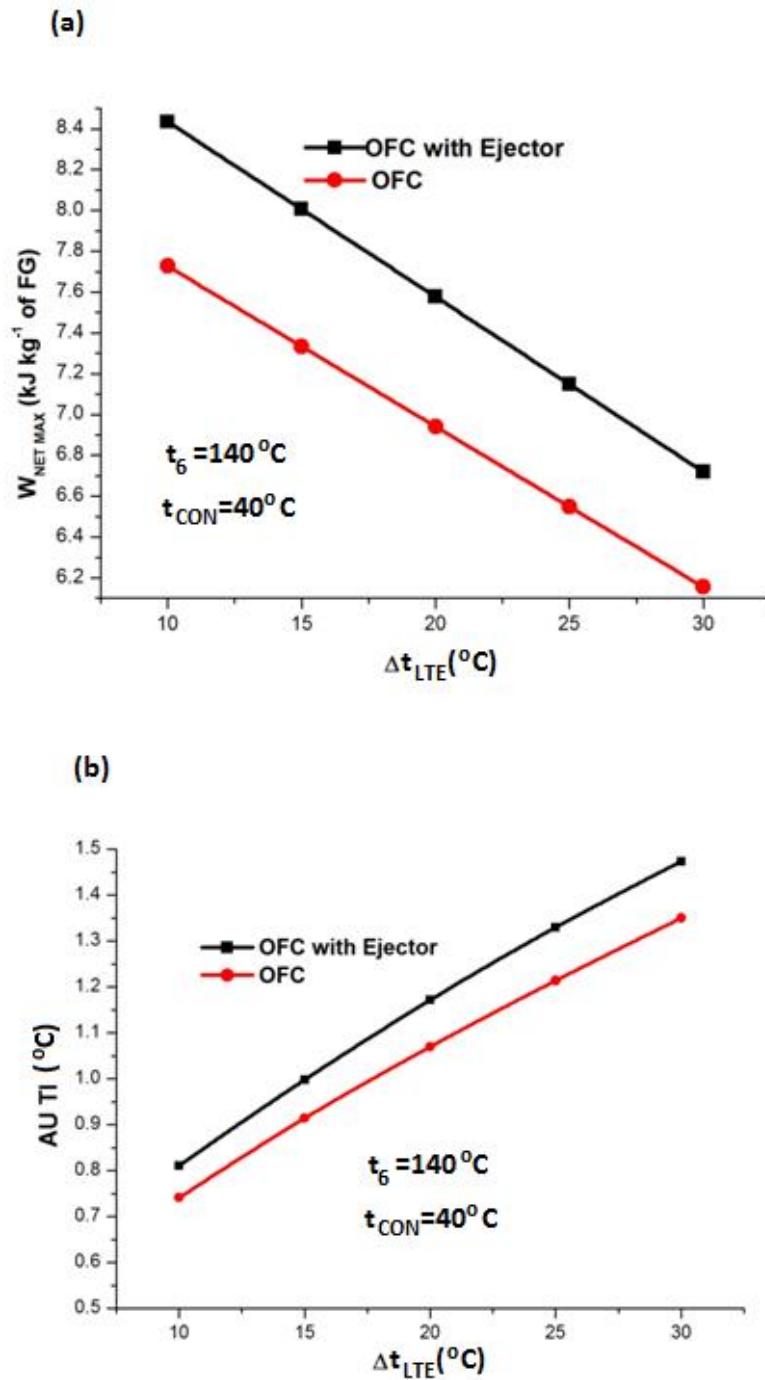 (a)
OFC with Ejector
OFC
8.4
8.2
8.0
7.8
7.6
7.4
7.2
7.0
6.8
6.6
6.4
6.2
W_NET MAX (kJ kg⁻¹ of FG)
t₆ =140 °C
t_CON=40° C
10 15 20 25 30
Δt_LTE(°C)
(b)
1.5
1.4
1.3
1.2
1.1
1.0
0.9
0.8
0.7
0.6
0.5
AU TI (°C)
OFC with Ejector
OFC
t₆ =140 °C
t_CON=40° C
10 15 20 25 30
Δt_LTE(°C)